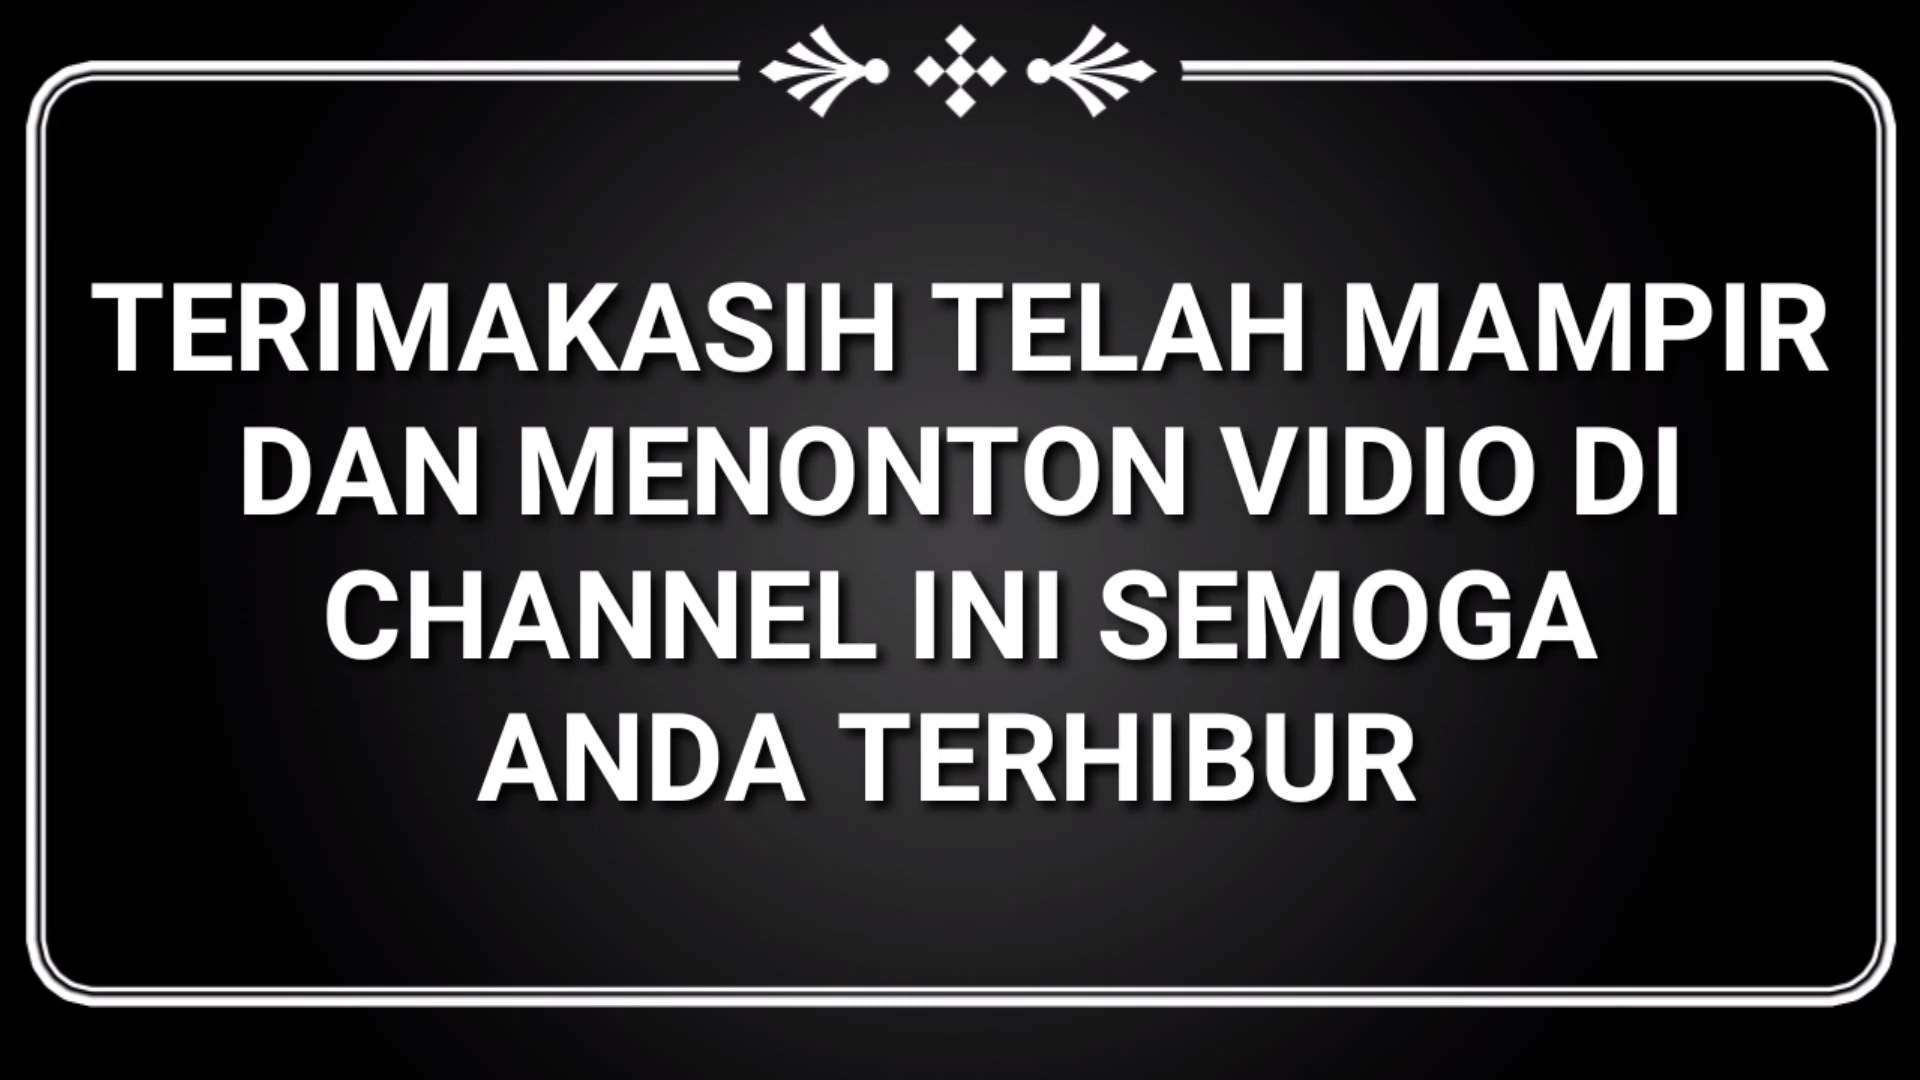 TERIMAKASIH TELAH MAMPIR
DAN MENONTON VIDIO DI
CHANNEL INI SEMOGA
ANDA TERHIBUR